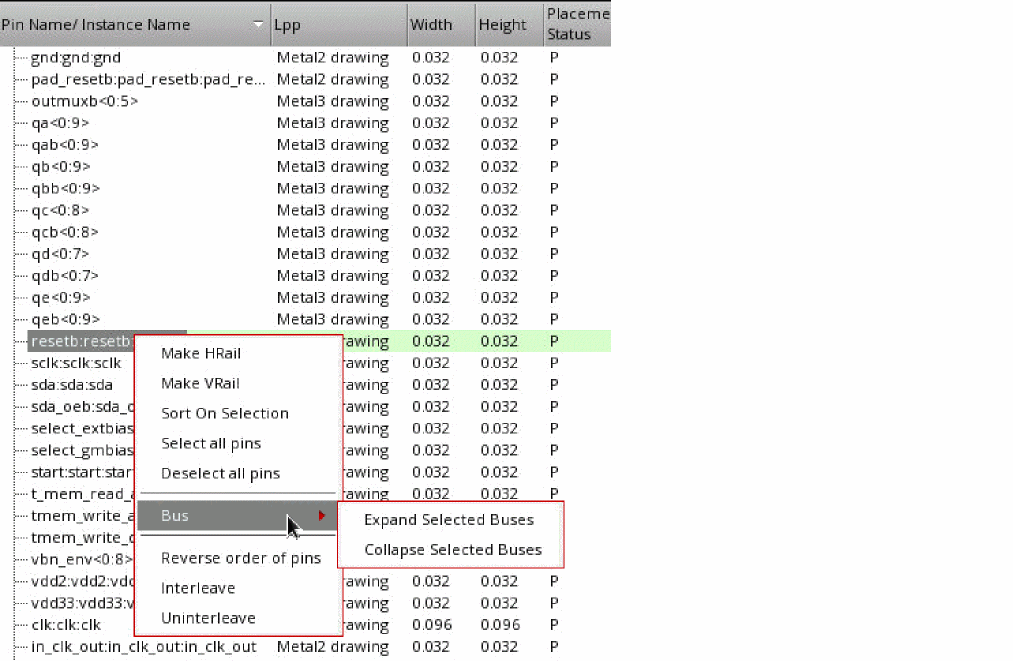 Pin Name/ Instance Name Lpp Width Height Placeme Status
gnd:gnd:gnd Metal2 drawing 0.032 0.032 P
pad_resetb:pad_resetb:pad_re... Metal2 drawing 0.032 0.032 P
outmuxb<0:5> Metal3 drawing 0.032 0.032 P
qa<0:9> Metal3 drawing 0.032 0.032 P
qab<0:9> Metal3 drawing 0.032 0.032 P
qb<0:9> Metal3 drawing 0.032 0.032 P
qbb<0:9> Metal3 drawing 0.032 0.032 P
qc<0:8> Metal3 drawing 0.032 0.032 P
qcb<0:8> Metal3 drawing 0.032 0.032 P
qd<0:7> Metal3 drawing 0.032 0.032 P
qdb<0:7> Metal3 drawing 0.032 0.032 P
qe<0:9> Metal3 drawing 0.032 0.032 P
qeb<0:9> Metal3 drawing 0.032 0.032 P
resetb:resetb: rawing 0.032 0.032 P
Make HRail
sclk:sclk:sclk rawing 0.032 0.032 P
Make VRail
sda:sda:sda rawing 0.032 0.032 P
sda_oeb:sda_o rawing 0.032 0.032 P
Sort On Selection
select_extbias rawing 0.032 0.032 P
Select all pins
select_gmbias rawing 0.032 0.032 P
start:start:star rawing 0.032 0.032 P
Deselect all pins
t_mem_read_a rawing 0.032 0.032 P
tmem_write_a Bus Expand Selected Buses
tmem_write_c
Collapse Selected Buses
vbn_env<0:8> Reverse order of pins
vdd2:vdd2:vdd rawing 0.032 0.032 P
Interleave
vdd33:vdd33:v rawing 0.032 0.032 P
Uninterleave
clk:clk:clk rawing 0.096 0.096 P
in_clk_out:in_clk_out:in_clk_out Metal2 drawing 0.032 0.032 P